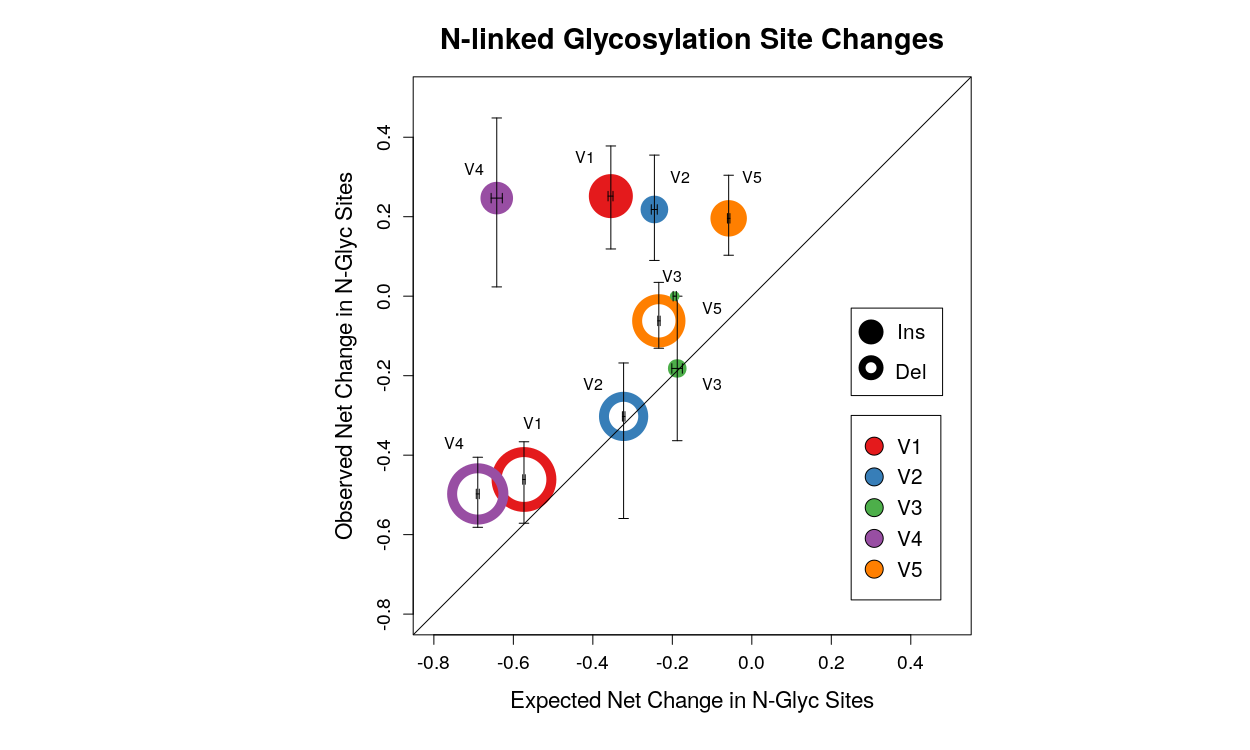 N-linked Glycosylation Site Changes
Observed Net Change in N-Glyc Sites
0.4
0.2
0.0
-0.2
-0.4
-0.6
-0.8
V4
V1
V2
V5
V3
V5
V3
V2
V1
V4
Ins
Del
V1
V2
V3
V4
V5
-0.8 -0.6 -0.4 -0.2 0.0 0.2 0.4
Expected Net Change in N-Glyc Sites